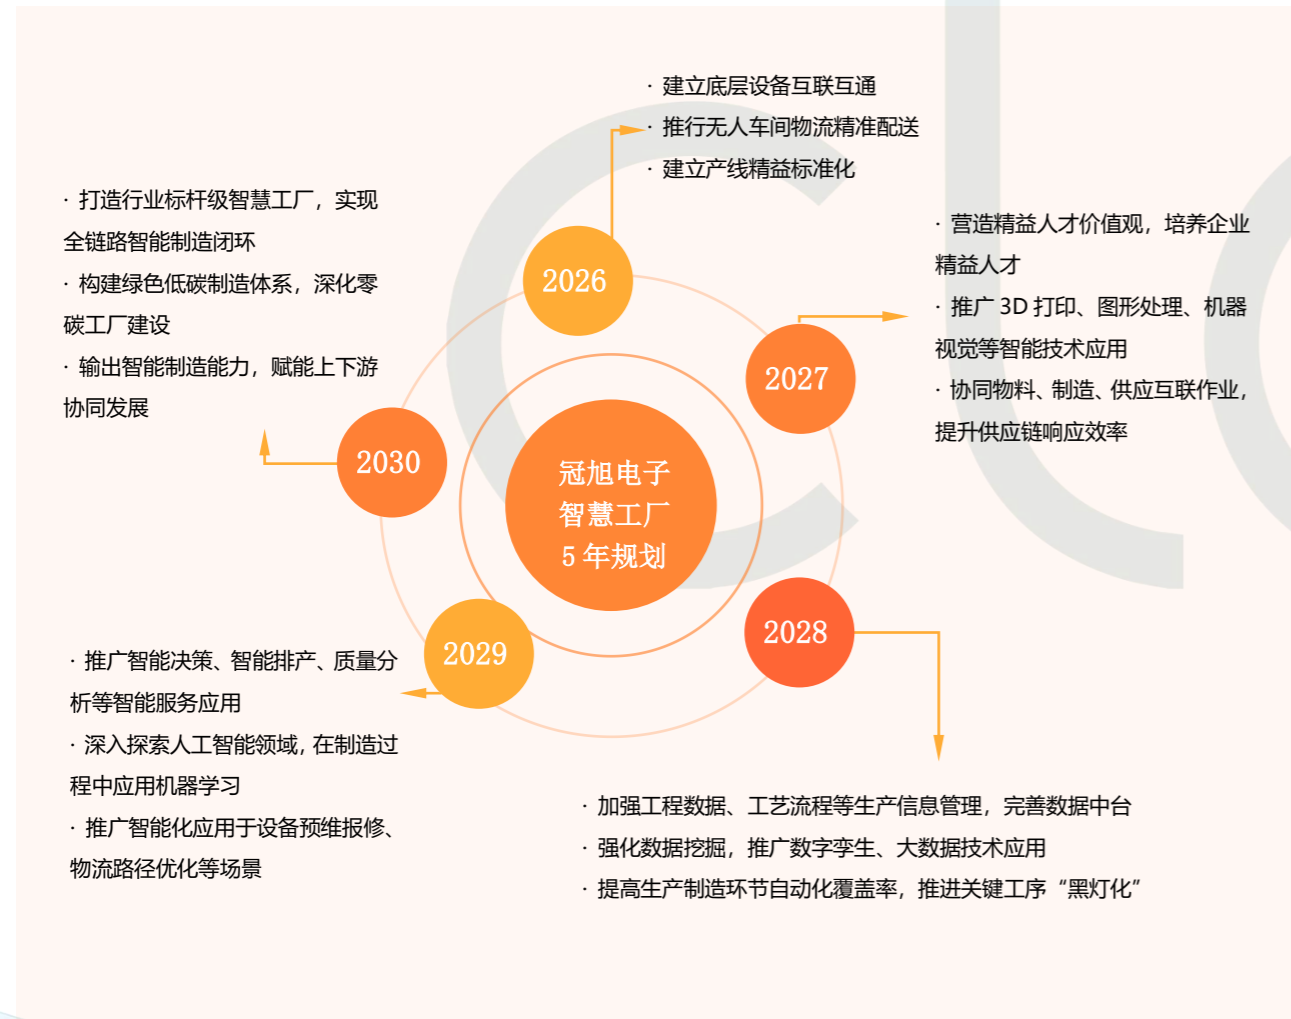 冠旭电子
智慧工厂
5 年规划
2026
· 建立底层设备互联互通
· 推行无人车间物流精准配送
· 建立产线精益标准化
2027
· 营造精益人才价值观，培养企业
精益人才
· 推广 3D 打印、图形处理、机器
视觉等智能技术应用
· 协同物料、制造、供应互联作业，
提升供应链响应效率
2028
· 加强工程数据、工艺流程等生产信息管理，完善数据中台
· 强化数据挖掘，推广数字孪生、大数据技术应用
· 提高生产制造环节自动化覆盖率，推进关键工序“黑灯化”
2029
· 推广智能决策、智能排产、质量分
析等智能服务应用
· 深入探索人工智能领域，在制造过
程中应用机器学习
· 推广智能化应用于设备预维报修、
物流路径优化等场景
2030
· 打造行业标杆级智慧工厂，实现
全链路智能制造闭环
· 构建绿色低碳制造体系，深化零
碳工厂建设
· 输出智能制造能力，赋能上下游
协同发展